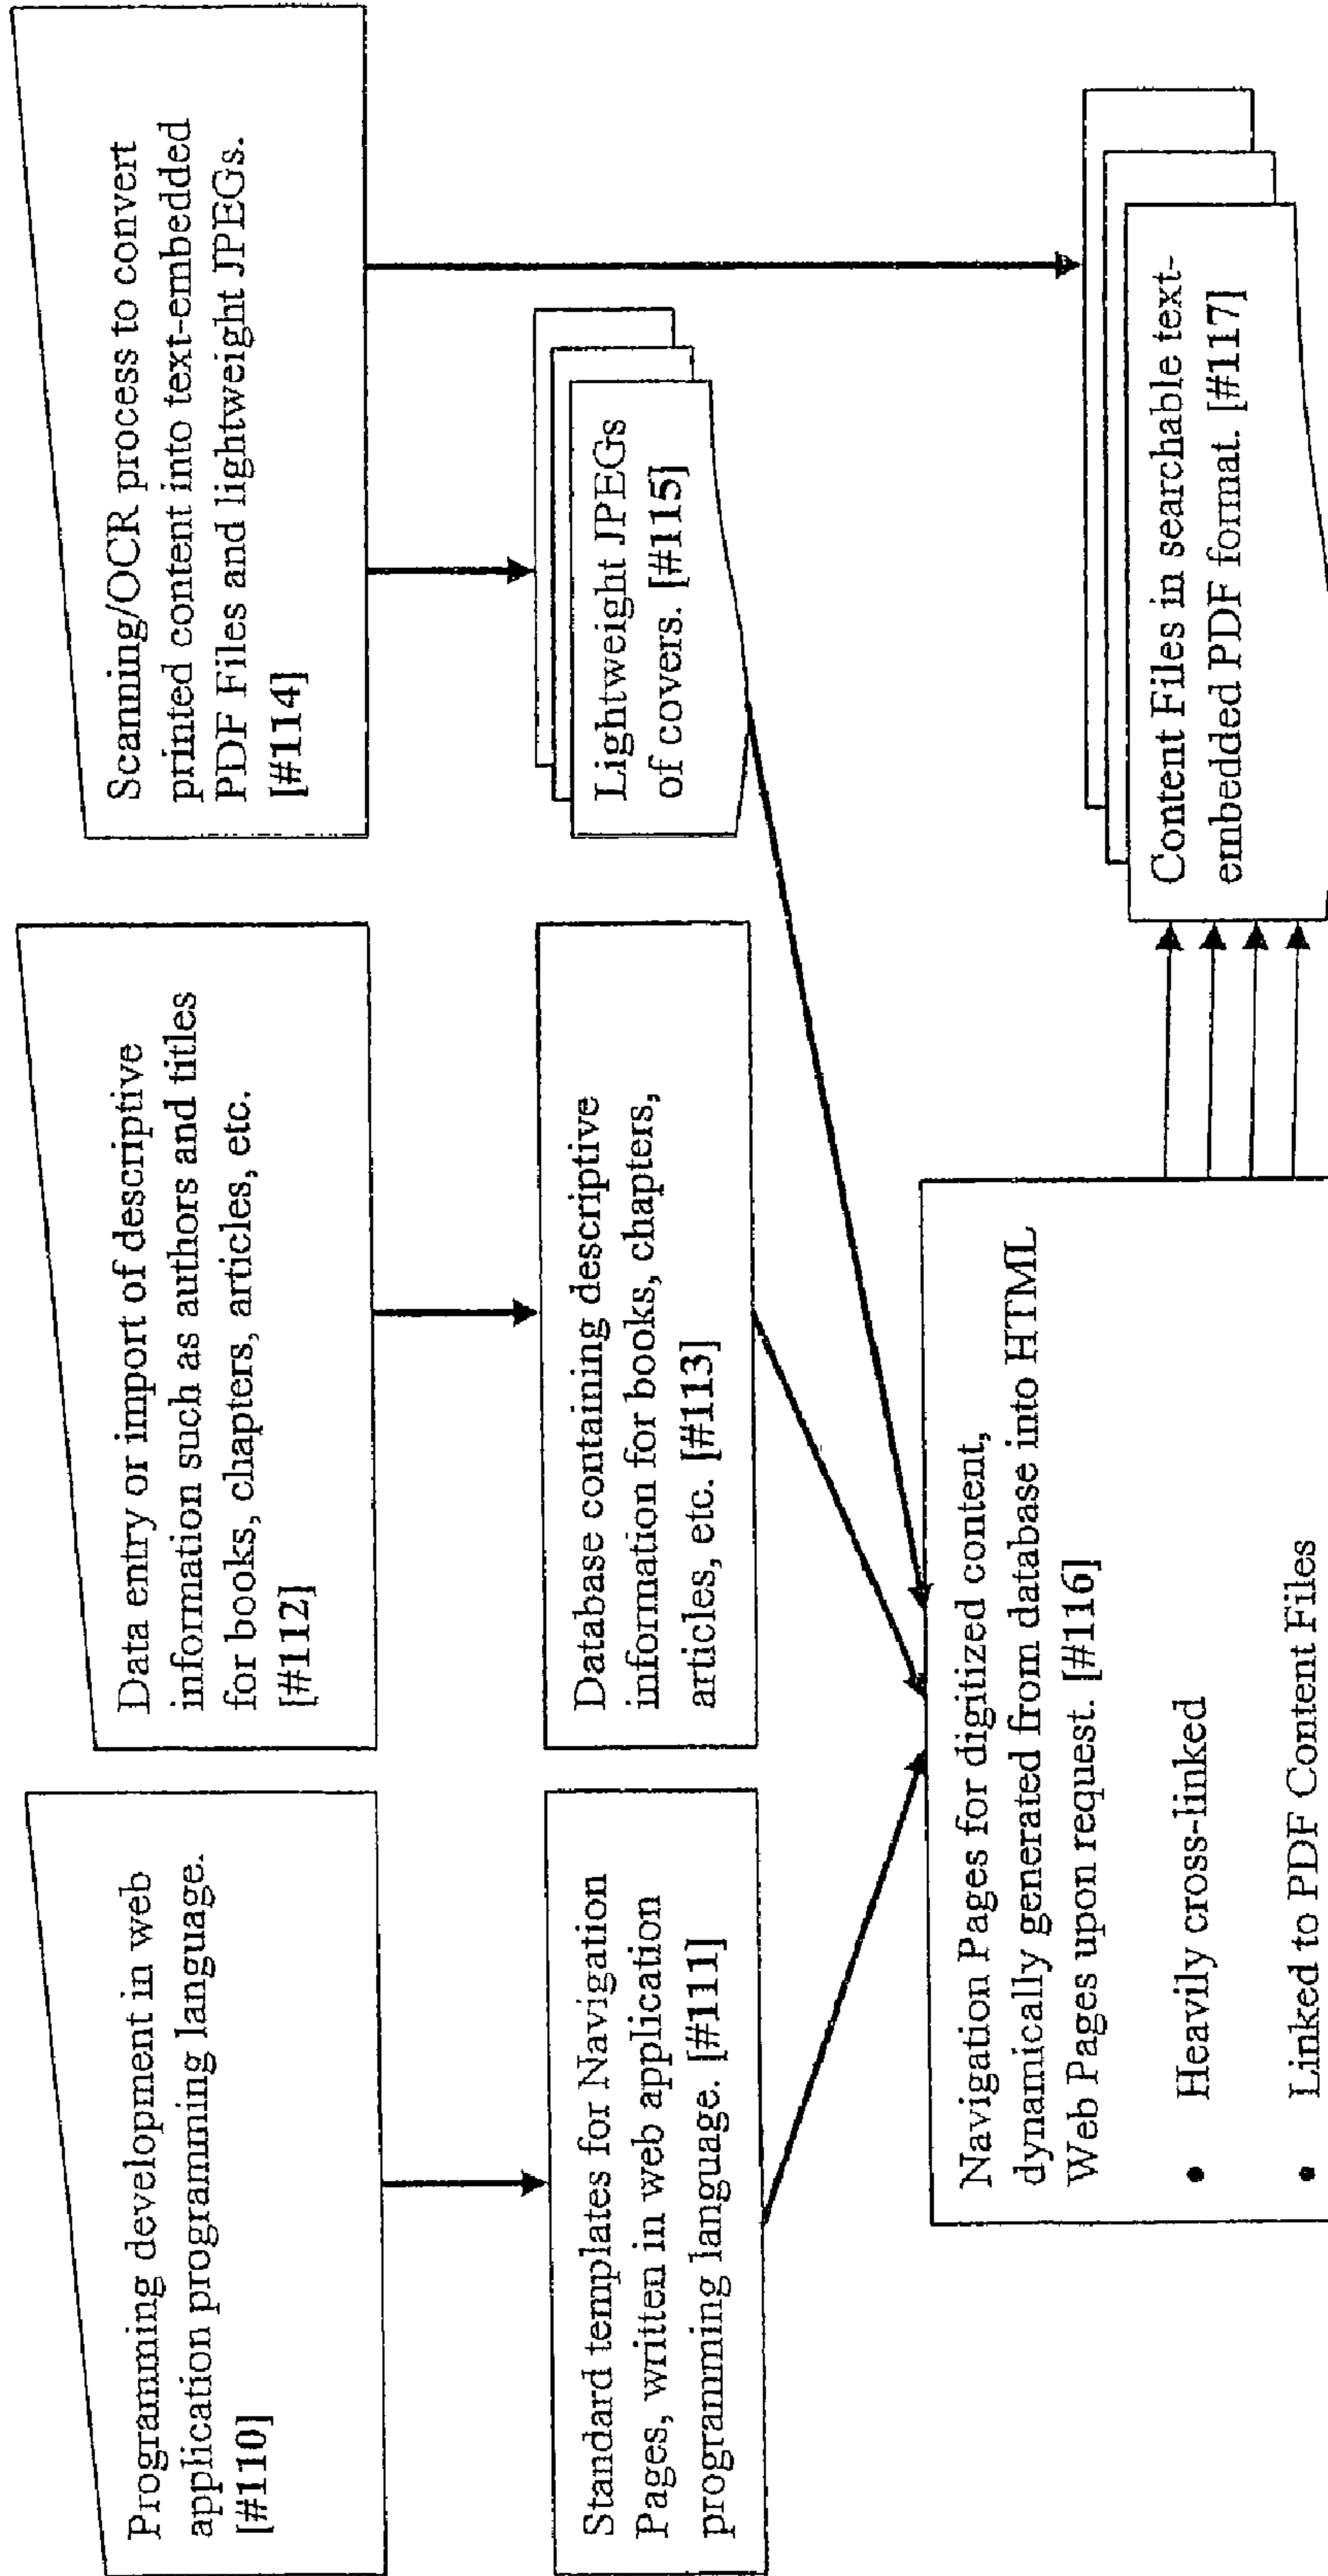 Programming development in web
application programming language.
[#110]
Data entry or import of descriptive
information such as authors and titles
for books, chapters, articles, etc.
[#112]
Scanning/OCR process to convert
printed content into text-embedded
PDF Files and lightweight JPEGs.
[#114]
Standard templates for Navigation
Pages, written in web application
programming language. [#111]
Database containing descriptive
information for books, chapters,
articles, etc. [#113]
Lightweight JPEGs
of covers. [#115]
Navigation Pages for digitized content,
dynamically generated from database into HTML
Web Pages upon request. [#116]
• Heavily cross-linked
• Linked to PDF Content Files
Content Files in searchable text-
embedded PDF format. [#117]